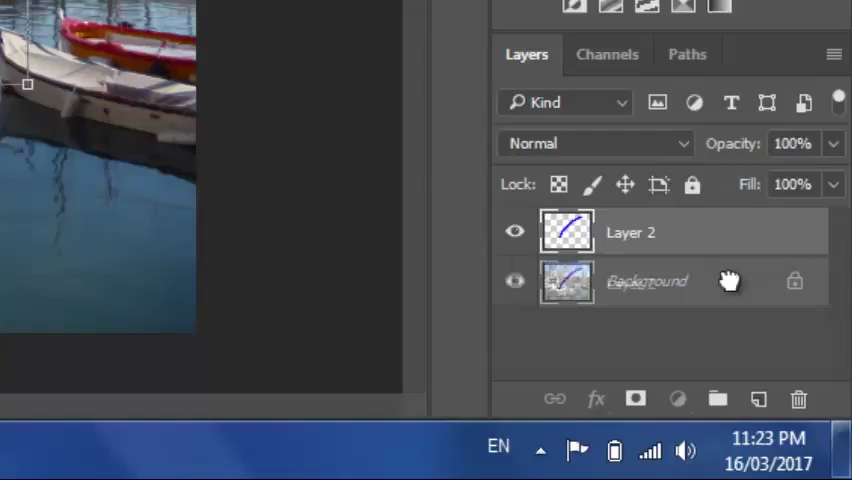 Layers Channels Paths
Kind
Normal Opacity: 100%
Lock: Fill: 100%
Layer 2
Background
EN 11:23 PM
16/03/2017